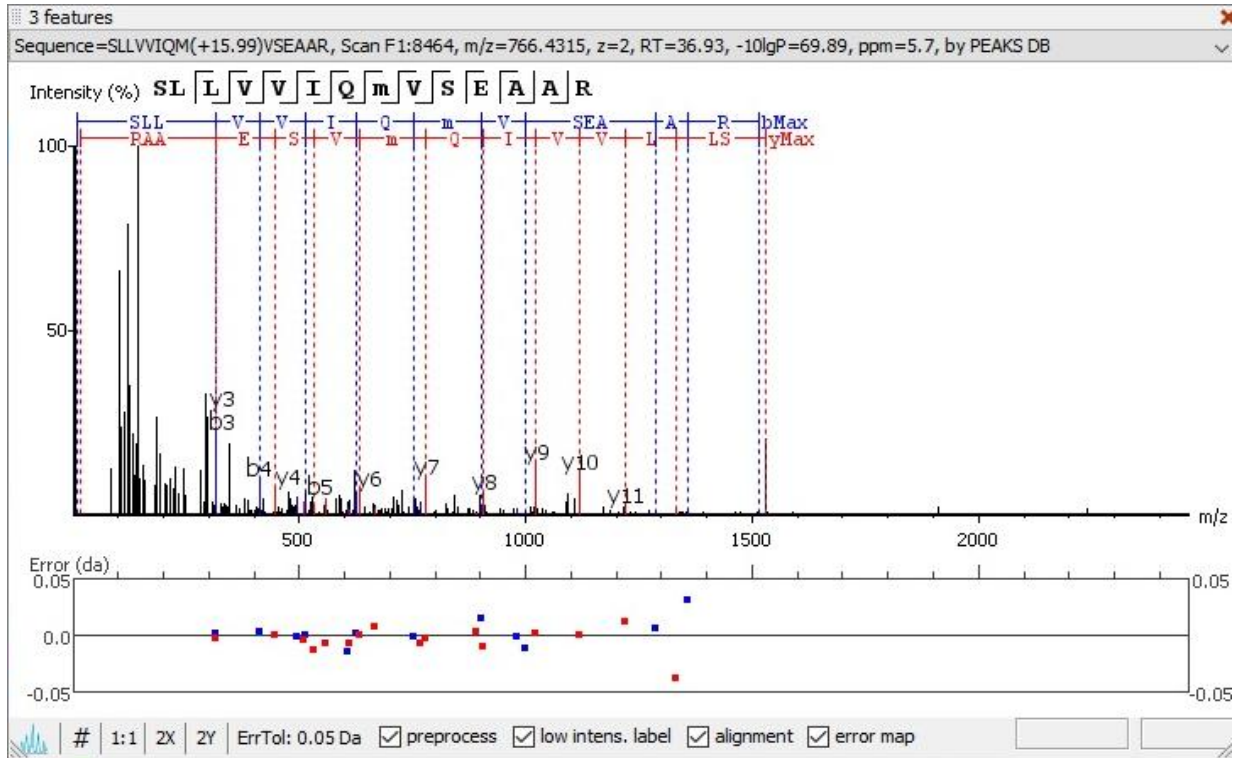 3 features
Sequence=SLLVVIQM(+15.99)VSEAAR, Scan F1:8464, m/z=766.4315, z=2, RT=36.93, -10lgP=69.89, ppm=5.7, by PEAKS DB
Intensity (%) SL L V V I Q m V S E A A R
SLL V V I Q m V SEA A R bMax
RAA E S V m Q I V V L LS yMax
100
50
y3
b3
b4 y4 b5 y6 y7 y8 y9 y10 y11
500 1000 1500 2000 m/z
Error (da)
0.05 0.05
0.0
-0.05 -0.05
# 1:1 2X 2Y ErrTol: 0.05 Da preprocess low intens. label alignment error map